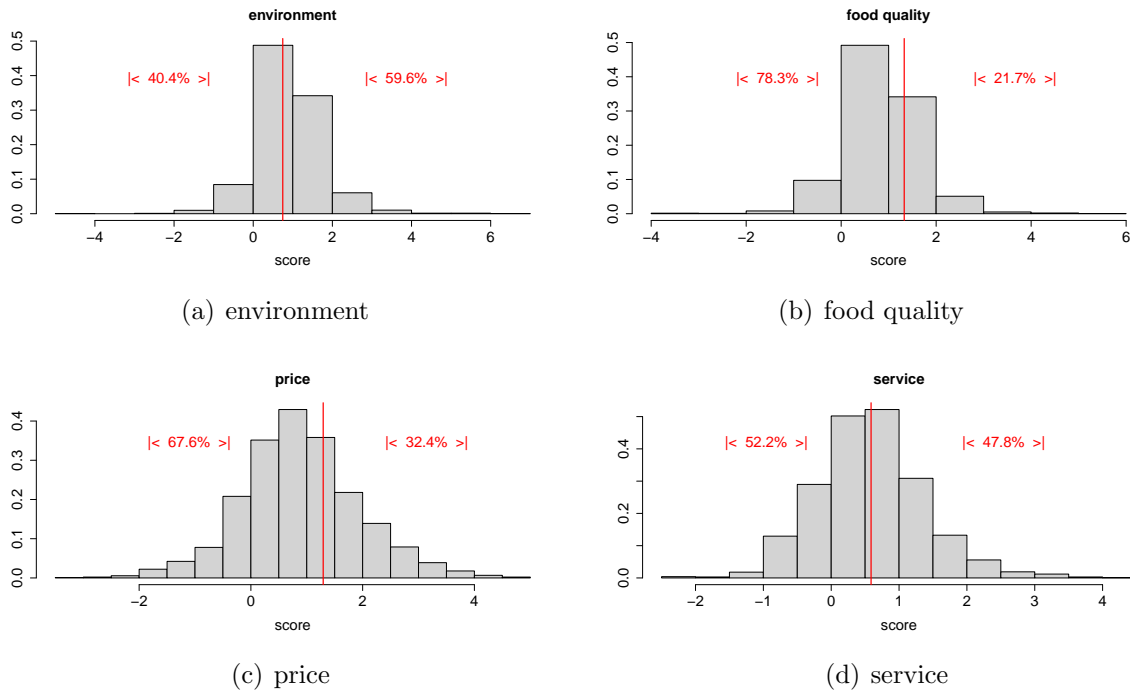 environment
0.5
0.4
0.3
0.2
0.1
0.0
|< 40.4% >|
|< 59.6% >|
−4 −2 0 2 4 6
score
(a) environment
food quality
0.5
0.4
0.3
0.2
0.1
0.0
|< 78.3% >|
|< 21.7% >|
−4 −2 0 2 4 6
score
(b) food quality
price
0.4
0.3
0.2
0.1
0.0
|< 67.6% >|
|< 32.4% >|
−2 0 2 4
score
(c) price
service
0.4
0.2
0.0
|< 52.2% >|
|< 47.8% >|
−2 −1 0 1 2 3 4
score
(d) service